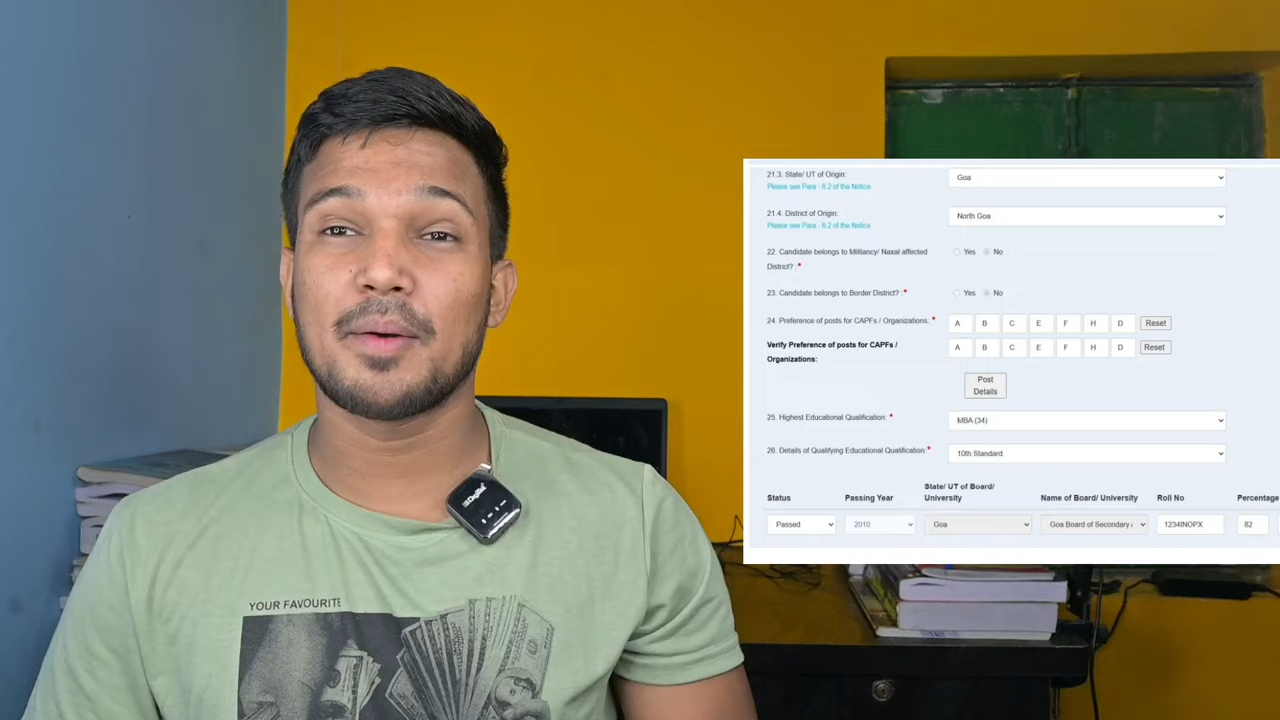 21.3. State/ UT of Origin:
Please see Para - 6.2 of the Notice
Goa
21.4. District of Origin:
Please see Para - 6.2 of the Notice
North Goa
22. Candidate belongs to Militancy/ Naxal affected
District? :*
Yes No
23. Candidate belongs to Border District? :*
Yes No
24. Preference of posts for CAPFs / Organizations: *
A B C E F H D Reset
Verify Preference of posts for CAPFs /
Organizations:
A B C E F H D Reset
Post
Details
25. Highest Educational Qualification: *
MBA (34)
26. Details of Qualifying Educational Qualification:*
10th Standard
Status
Passing Year
State/ UT of Board/
University
Name of Board/ University
Roll No
Percentage
Passed
2010
Goa
Goa Board of Secondary
1234INOPX
82
Digitek
YOUR FAVOURITE